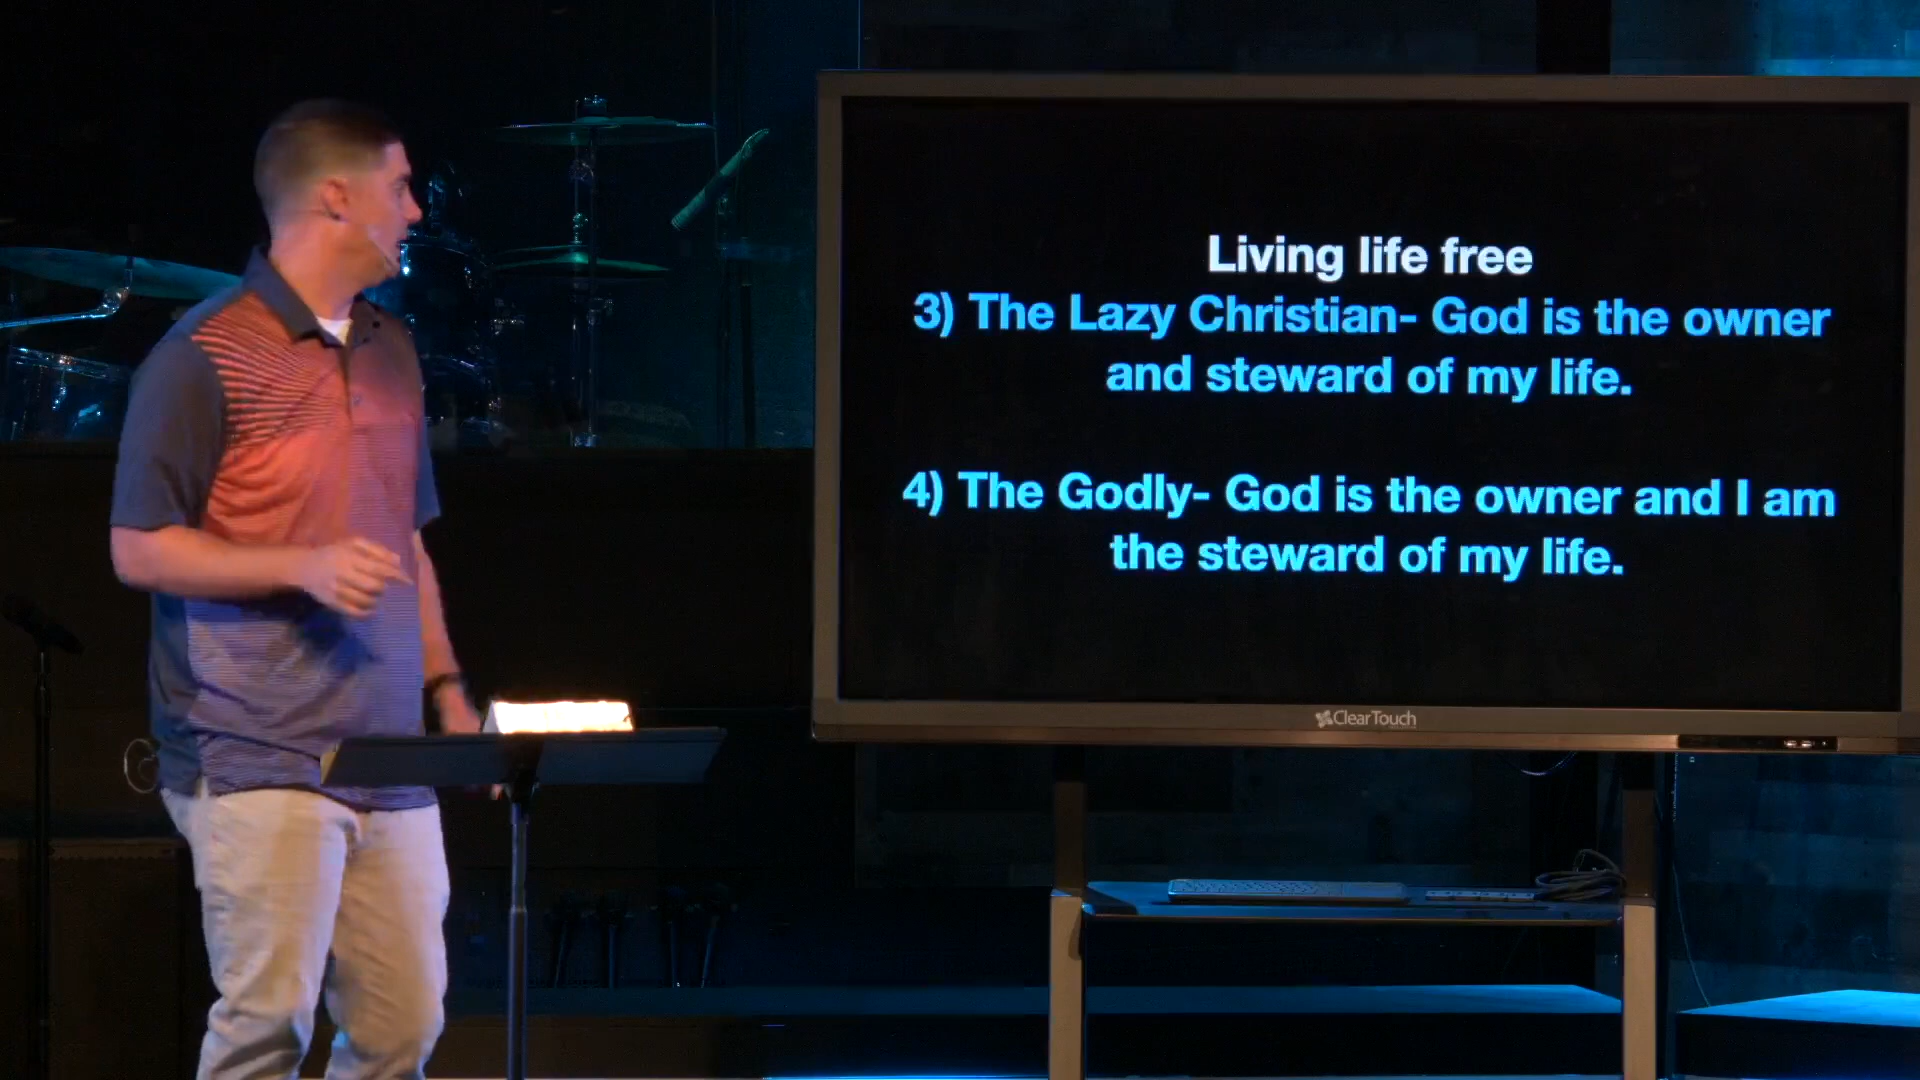 Living life free
3) The Lazy Christian- God is the owner
and steward of my life.
4) The Godly- God is the owner and I am
the steward of my life.
ClearTouch